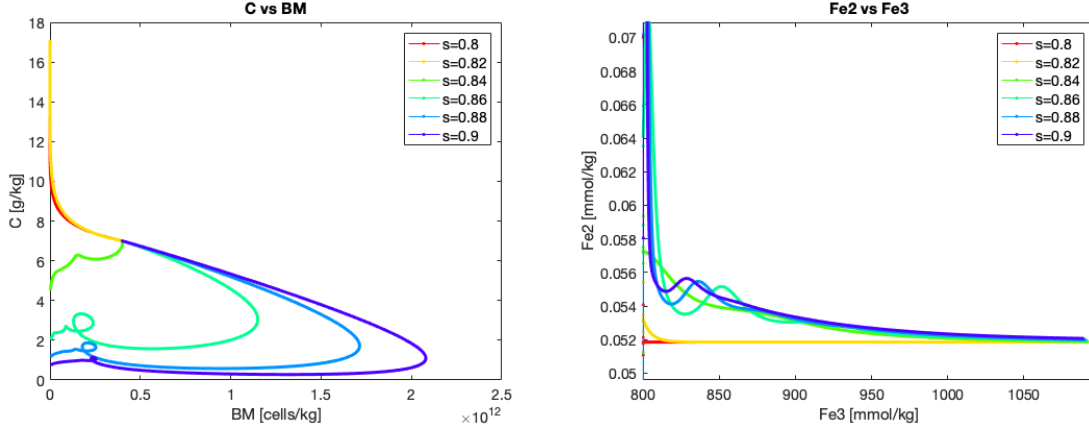 C vs BM
18
16
14
12
10
8
6
4
2
0
C [g/kg]
0
0.5
1
1.5
2
2.5
×10^12
BM [cells/kg]
s=0.8
s=0.82
s=0.84
s=0.86
s=0.88
s=0.9
Fe2 vs Fe3
0.07
0.068
0.066
0.064
0.062
0.06
0.058
0.056
0.054
0.052
0.05
Fe2 [mmol/kg]
800
850
900
950
1000
1050
Fe3 [mmol/kg]
s=0.8
s=0.82
s=0.84
s=0.86
s=0.88
s=0.9